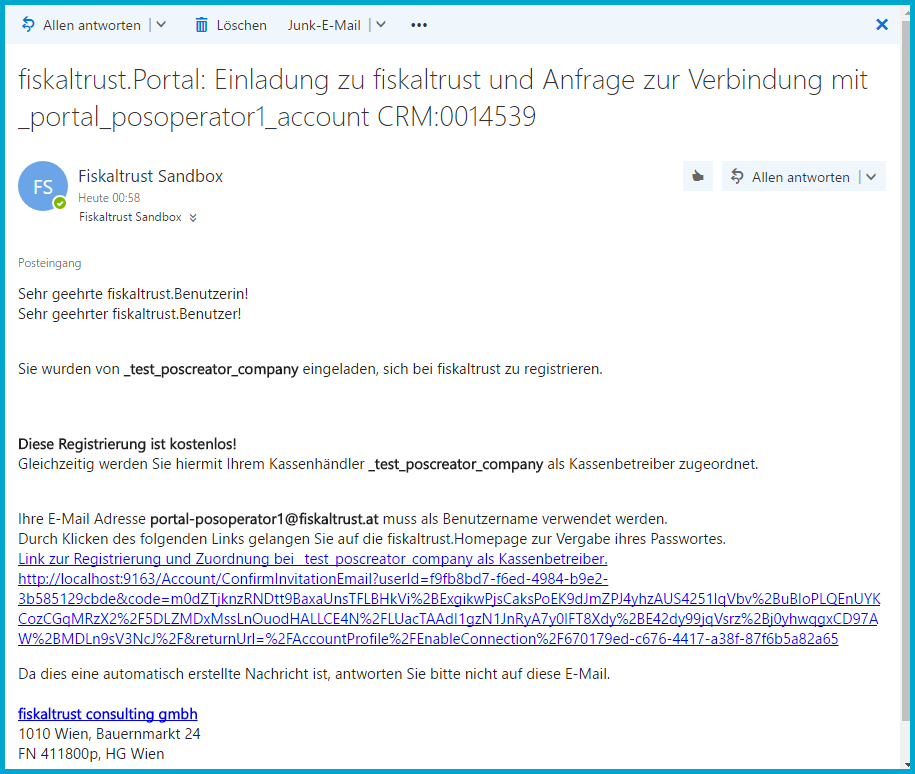 Allen antworten
Löschen
Junk-E-Mail
fiskaltrust.Portal: Einladung zu fiskaltrust und Anfrage zur Verbindung mit
_portal_posoperator1_account CRM:0014539
FS
Fiskaltrust Sandbox
Heute 00:58
Fiskaltrust Sandbox
Allen antworten
Posteingang
Sehr geehrte fiskaltrust.Benutzerin!
Sehr geehrter fiskaltrust.Benutzer!
Sie wurden von _test_poscreator_company eingeladen, sich bei fiskaltrust zu registrieren.
Diese Registrierung ist kostenlos!
Gleichzeitig werden Sie hiermit Ihrem Kassenhändler _test_poscreator_company als Kassenbetreiber zugeordnet.
Ihre E-Mail Adresse portal-posoperator1@fiskaltrust.at muss als Benutzername verwendet werden.
Durch Klicken des folgenden Links gelangen Sie auf die fiskaltrust.Homepage zur Vergabe ihres Passwortes.
Link zur Registrierung und Zuordnung bei _test_poscreator_company als Kassenbetreiber.
http://localhost:9163/Account/ConfirmInvitationEmail?userId=f9fb8bd7-f6ed-4984-b9e2-
3b585129cbde&code=m0dZTjknzRNDtt9BaxaUnsTFLBHkVi%2BExgikwPjsCaksPoEK9dJmZPJ4yhzAUS4251IqVbv%2BuBloPLQEnUYK
CozCGqMRzX2%2F5DLZMDxMssLnOuodHALLCE4N%2FLUacTAAdI1gzN1JnRyA7y0IFT8Xdy%2BE42dy99jqVsrz%2Bj0yhwqgxCD97A
W%2BMDLn9sV3NcJ%2F&returnUrl=%2FAccountProfile%2FEnableConnection%2F670179ed-c676-4417-a38f-87f6b5a82a65
Da dies eine automatisch erstellte Nachricht ist, antworten Sie bitte nicht auf diese E-Mail.
fiskaltrust consulting gmbh
1010 Wien, Bauernmarkt 24
FN 411800p, HG Wien